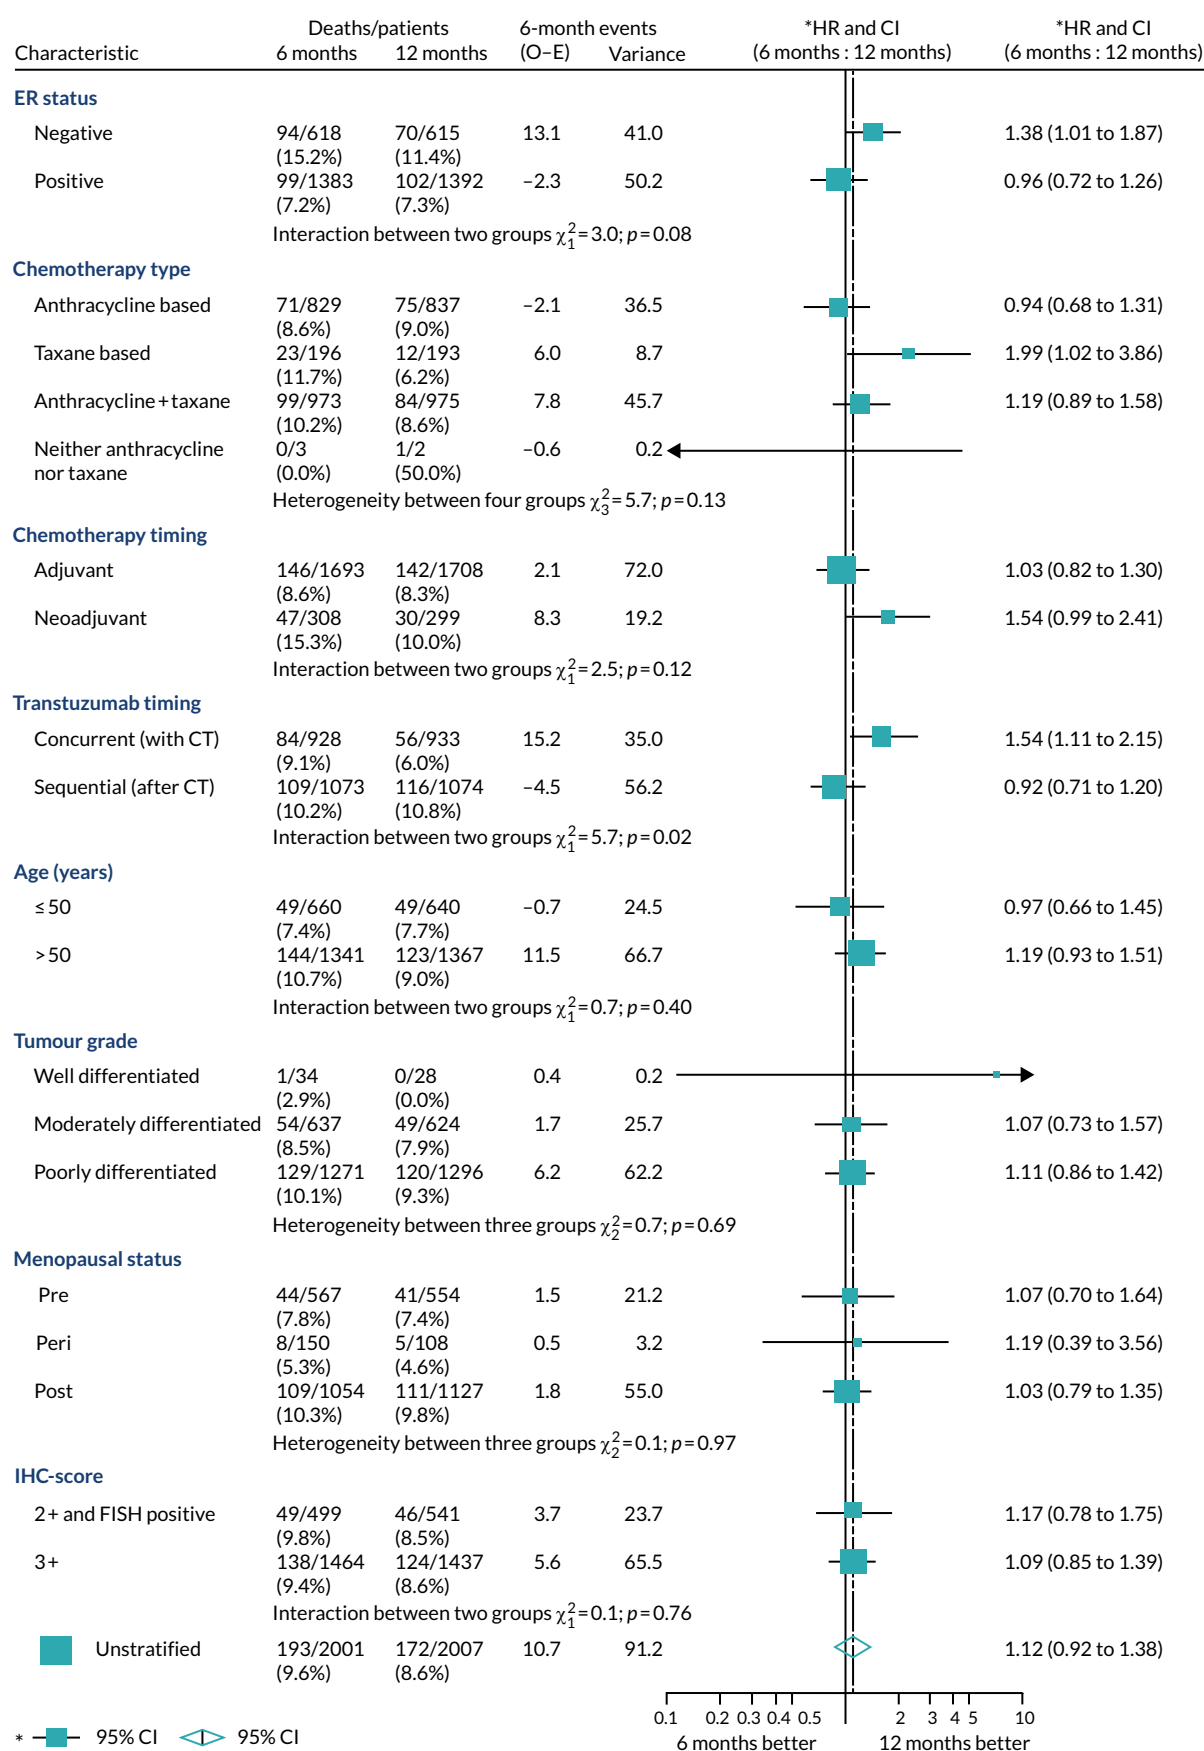 Deaths/patients 6-month events *HR and CI *HR and CI
Characteristic 6 months 12 months (O–E) Variance (6 months : 12 months) (6 months : 12 months)
ER status
Negative 94/618 70/615 13.1 41.0 1.38 (1.01 to 1.87)
(15.2%) (11.4%)
Positive 99/1383 102/1392 –2.3 50.2 0.96 (0.72 to 1.26)
(7.2%) (7.3%)
Interaction between two groups χ²₁=3.0; p=0.08
Chemotherapy type
Anthracycline based 71/829 75/837 –2.1 36.5 0.94 (0.68 to 1.31)
(8.6%) (9.0%)
Taxane based 23/196 12/193 6.0 8.7 1.99 (1.02 to 3.86)
(11.7%) (6.2%)
Anthracycline+taxane 99/973 84/975 7.8 45.7 1.19 (0.89 to 1.58)
(10.2%) (8.6%)
Neither anthracycline 0/3 1/2 –0.6 0.2
nor taxane (0.0%) (50.0%)
Heterogeneity between four groups χ²₃=5.7; p=0.13
Chemotherapy timing
Adjuvant 146/1693 142/1708 2.1 72.0 1.03 (0.82 to 1.30)
(8.6%) (8.3%)
Neoadjuvant 47/308 30/299 8.3 19.2 1.54 (0.99 to 2.41)
(15.3%) (10.0%)
Interaction between two groups χ²₁=2.5; p=0.12
Transtuzumab timing
Concurrent (with CT) 84/928 56/933 15.2 35.0 1.54 (1.11 to 2.15)
(9.1%) (6.0%)
Sequential (after CT) 109/1073 116/1074 –4.5 56.2 0.92 (0.71 to 1.20)
(10.2%) (10.8%)
Interaction between two groups χ²₁=5.7; p=0.02
Age (years)
≤50 49/660 49/640 –0.7 24.5 0.97 (0.66 to 1.45)
(7.4%) (7.7%)
>50 144/1341 123/1367 11.5 66.7 1.19 (0.93 to 1.51)
(10.7%) (9.0%)
Interaction between two groups χ²₁=0.7; p=0.40
Tumour grade
Well differentiated 1/34 0/28 0.4 0.2
(2.9%) (0.0%)
Moderately differentiated 54/637 49/624 1.7 25.7 1.07 (0.73 to 1.57)
(8.5%) (7.9%)
Poorly differentiated 129/1271 120/1296 6.2 62.2 1.11 (0.86 to 1.42)
(10.1%) (9.3%)
Heterogeneity between three groups χ²₂=0.7; p=0.69
Menopausal status
Pre 44/567 41/554 1.5 21.2 1.07 (0.70 to 1.64)
(7.8%) (7.4%)
Peri 8/150 5/108 0.5 3.2 1.19 (0.39 to 3.56)
(5.3%) (4.6%)
Post 109/1054 111/1127 1.8 55.0 1.03 (0.79 to 1.35)
(10.3%) (9.8%)
Heterogeneity between three groups χ²₂=0.1; p=0.97
IHC-score
2+ and FISH positive 49/499 46/541 3.7 23.7 1.17 (0.78 to 1.75)
(9.8%) (8.5%)
3+ 138/1464 124/1437 5.6 65.5 1.09 (0.85 to 1.39)
(9.4%) (8.6%)
Interaction between two groups χ²₁=0.1; p=0.76
Unstratified 193/2001 172/2007 10.7 91.2 1.12 (0.92 to 1.38)
(9.6%) (8.6%)
0.1 0.2 0.3 0.4 0.5 2 3 4 5 10
* 95% CI 95% CI 6 months better 12 months better